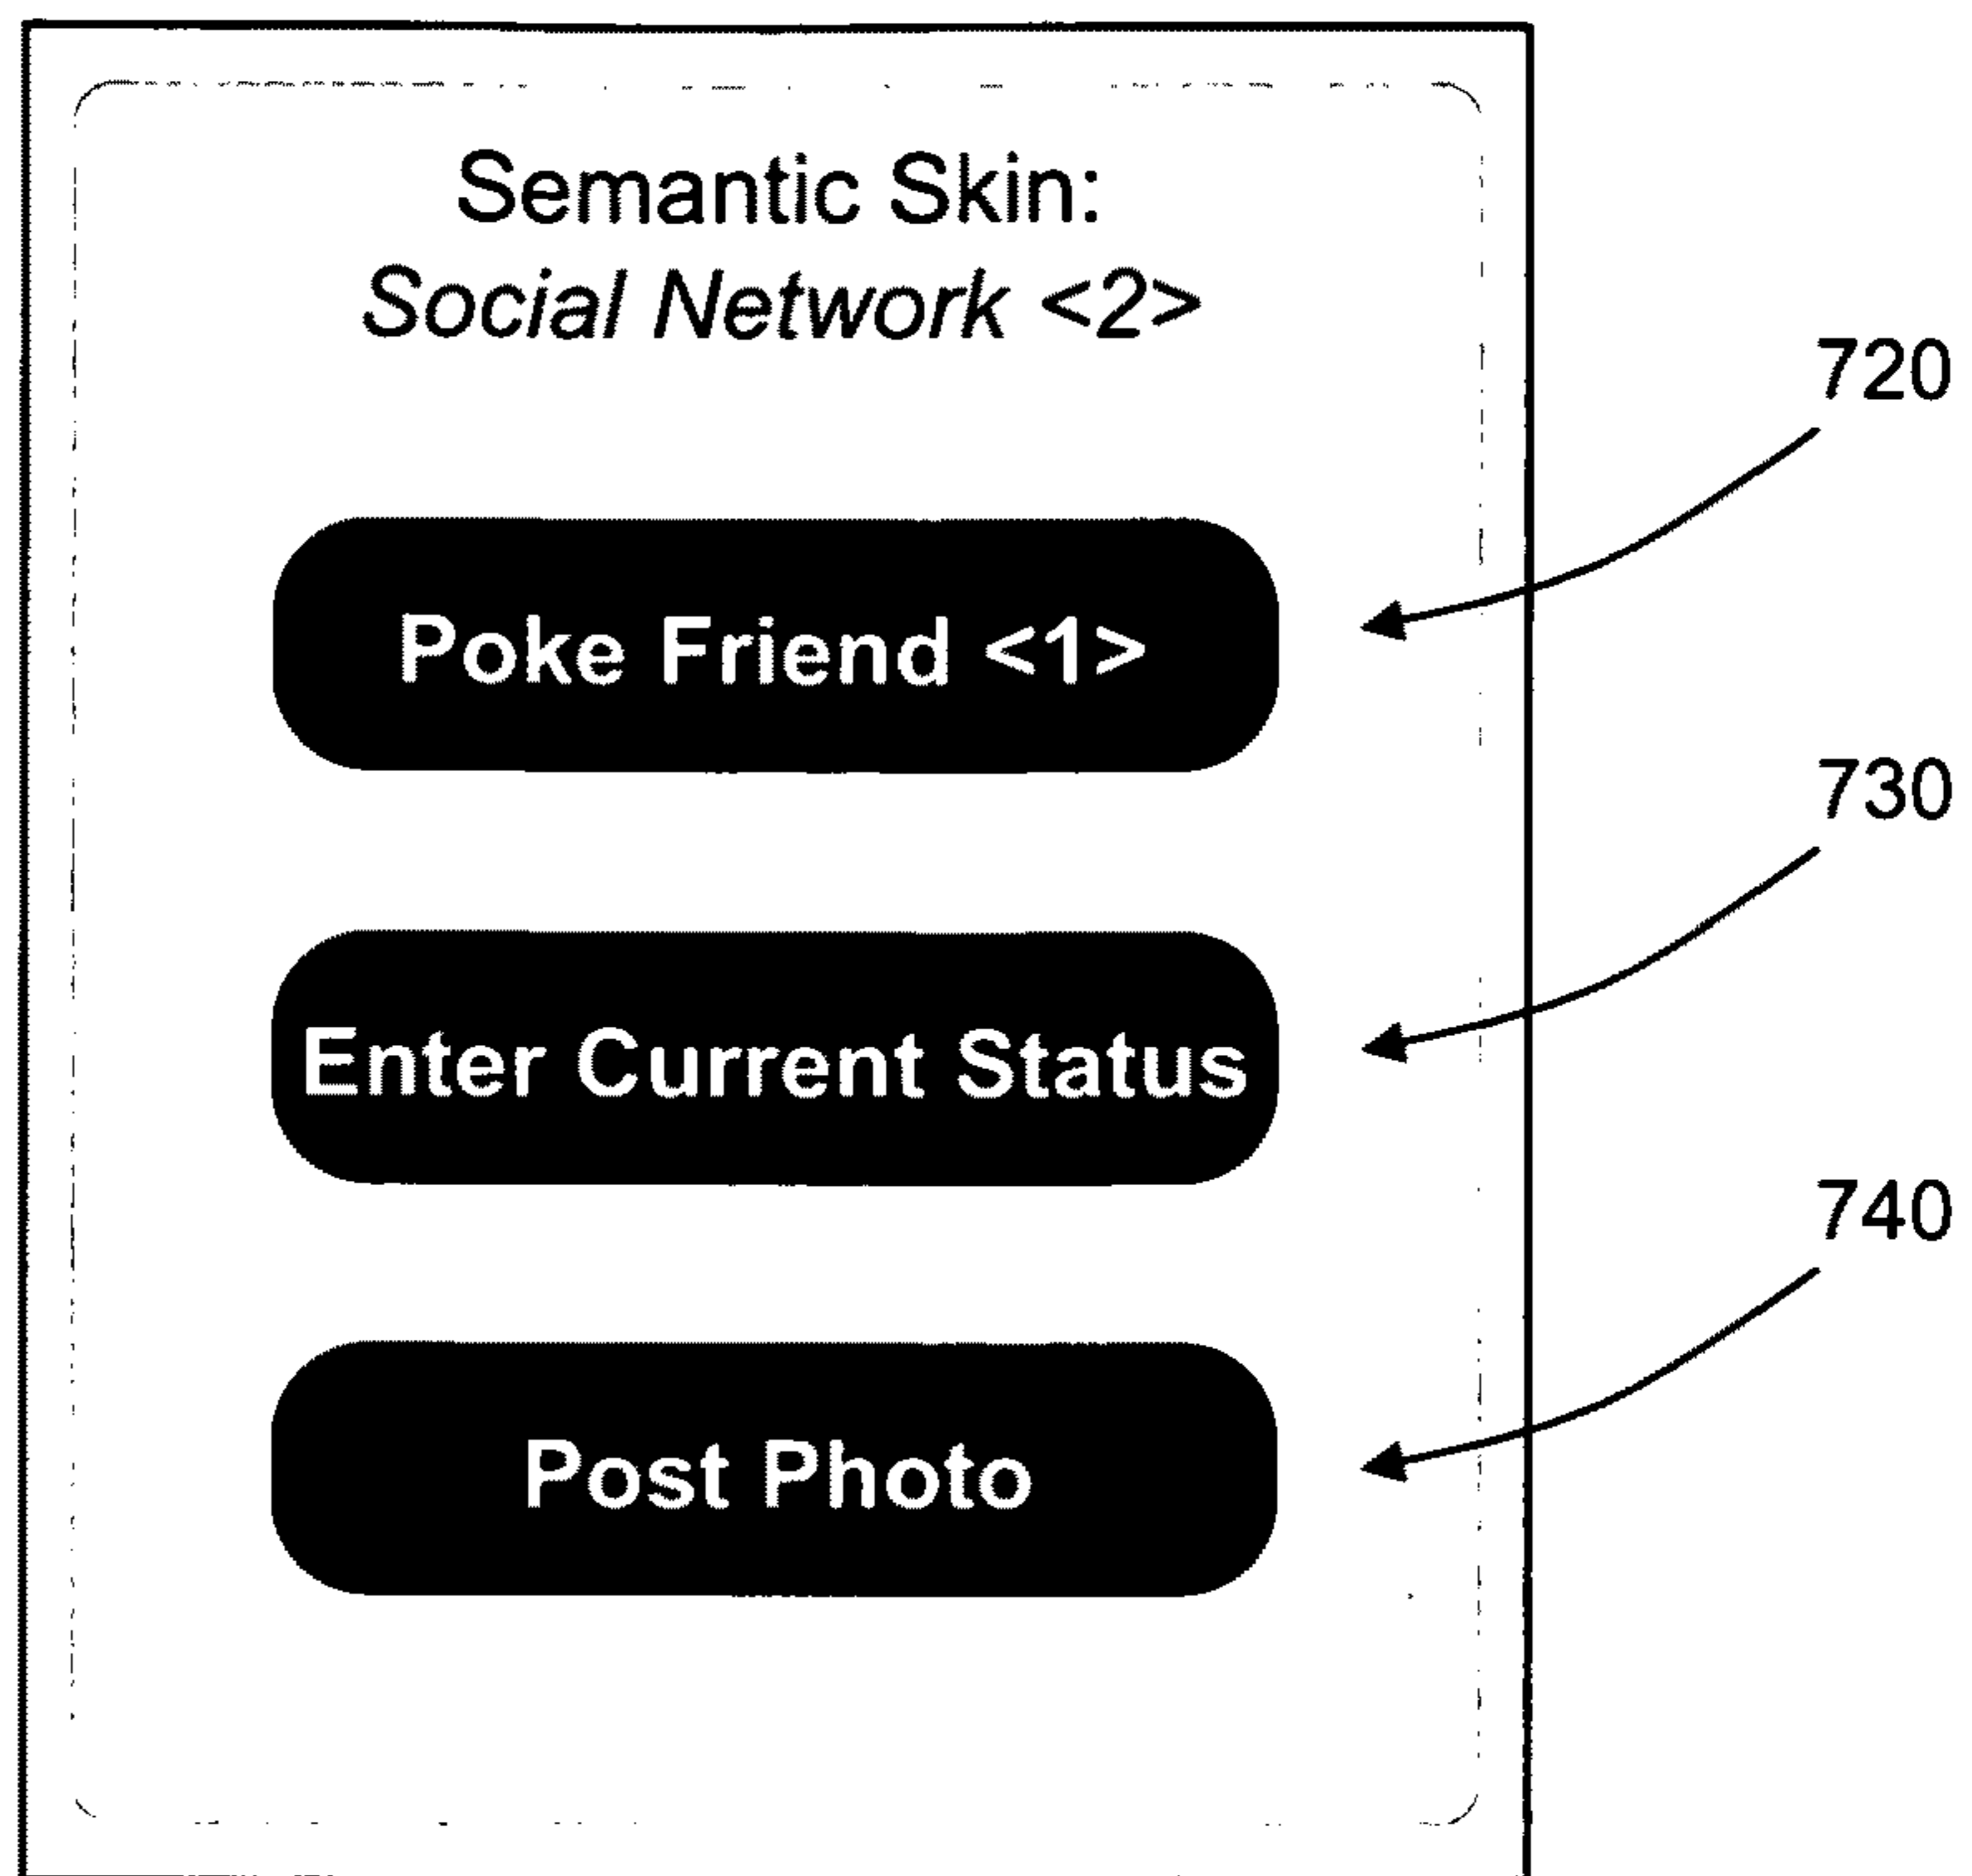 Semantic Skin:
Social Network <2>
720
Poke Friend <1>
730
Enter Current Status
740
Post Photo